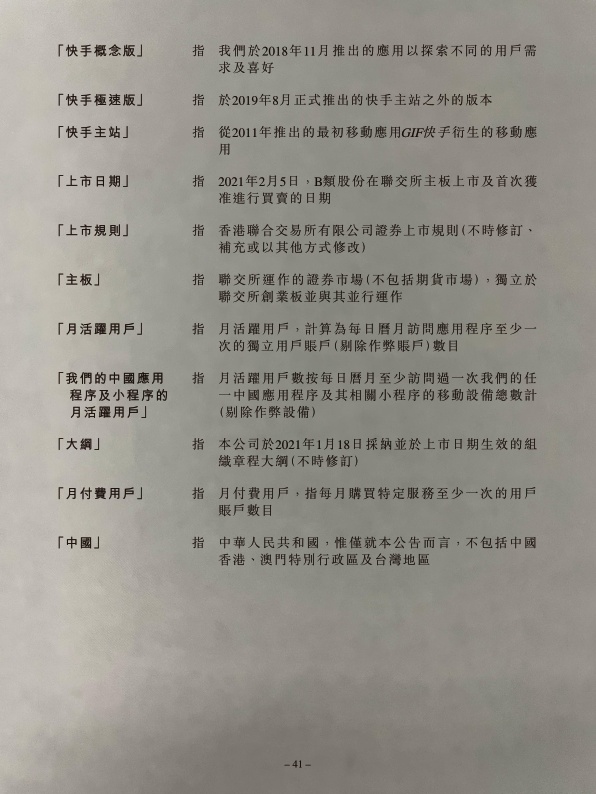 「快手概念版」 指 我們於2018年11月推出的應用以探索不同的用戶需
求及喜好
「快手極速版」 指 於2019年8月正式推出的快手主站之外的版本
「快手主站」 指 從2011年推出的最初移動應用GIF快手衍生的移動應
用
「上市日期」 指 2021年2月5日，B類股份在聯交所主板上市及首次獲
准進行買賣的日期
「上市規則」 指 香港聯合交易所有限公司證券上市規則(不時修訂、
補充或以其他方式修改)
「主板」 指 聯交所運作的證券市場(不包括期貨市場)，獨立於
聯交所創業板並與其並行運作
「月活躍用戶」 指 月活躍用戶，計算為每日曆月訪問應用程序至少一
次的獨立用戶賬戶(剔除作弊賬戶)數目
「我們的中國應用 指 月活躍用戶數按每日曆月至少訪問過一次我們的任
程序及小程序的 一中國應用程序及其相關小程序的移動設備總數計
月活躍用戶」 (剔除作弊設備)
「大綱」 指 本公司於2021年1月18日採納並於上市日期生效的組
織章程大綱(不時修訂)
「月付費用戶」 指 月付費用戶，指每月購買特定服務至少一次的用戶
賬戶數目
「中國」 指 中華人民共和國，惟僅就本公告而言，不包括中國
香港、澳門特別行政區及台灣地區
– 41 –